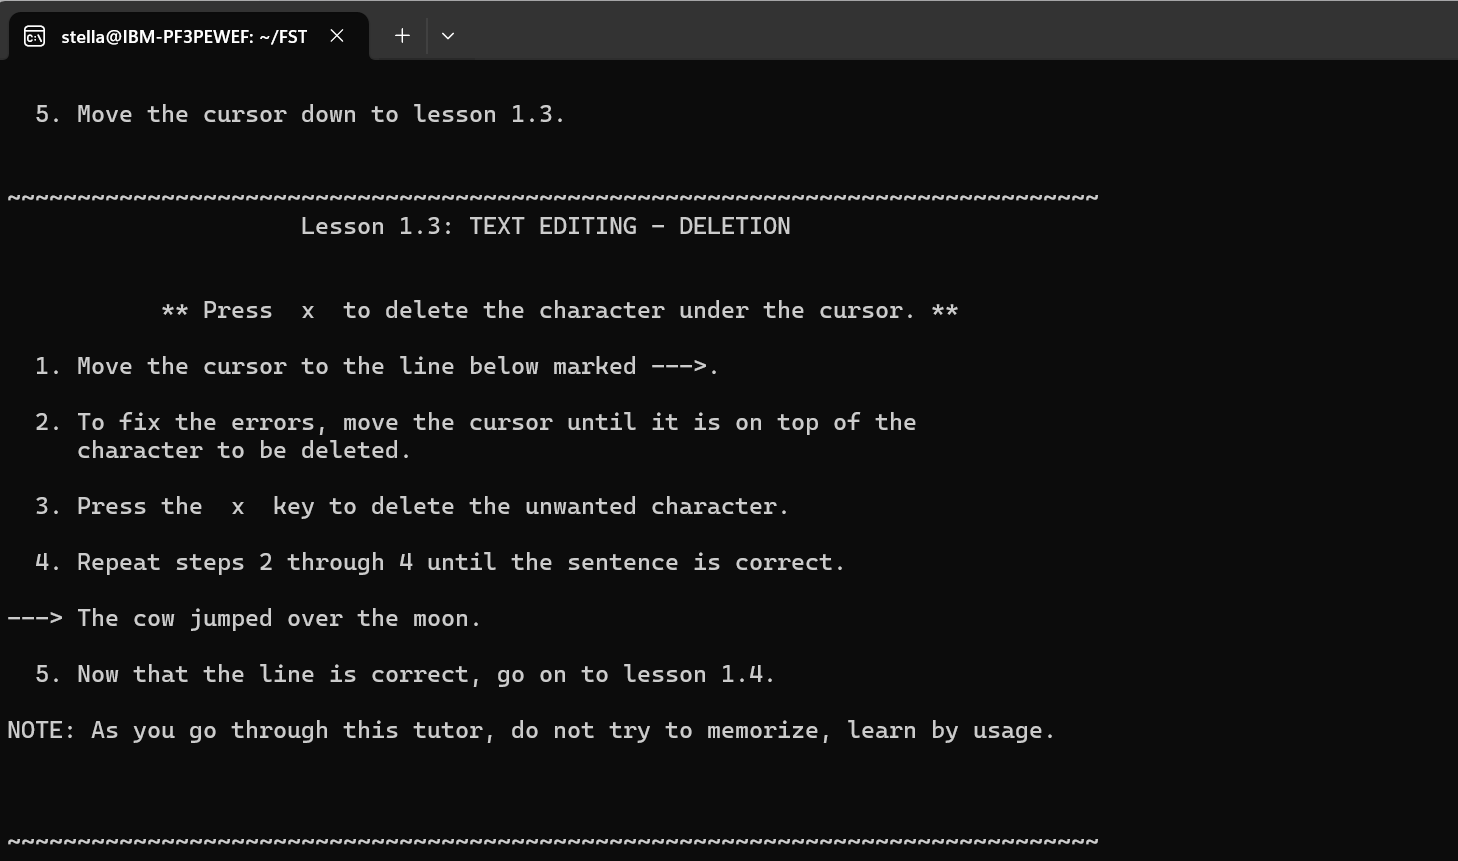 stella@IBM-PF3PEWEF: ~/FST
5. Move the cursor down to lesson 1.3.
~~~~~~~~~~~~~~~~~~~~~~~~~~~~~~~~~~~~~~~~~~~~~~~~~~~~~~~~~~~~~~~~~~~~~~~~~~~~~~
Lesson 1.3: TEXT EDITING - DELETION
** Press  x  to delete the character under the cursor. **
1. Move the cursor to the line below marked --->.
2. To fix the errors, move the cursor until it is on top of the
character to be deleted.
3. Press the  x  key to delete the unwanted character.
4. Repeat steps 2 through 4 until the sentence is correct.
---> The cow jumped over the moon.
5. Now that the line is correct, go on to lesson 1.4.
NOTE: As you go through this tutor, do not try to memorize, learn by usage.
~~~~~~~~~~~~~~~~~~~~~~~~~~~~~~~~~~~~~~~~~~~~~~~~~~~~~~~~~~~~~~~~~~~~~~~~~~~~~~